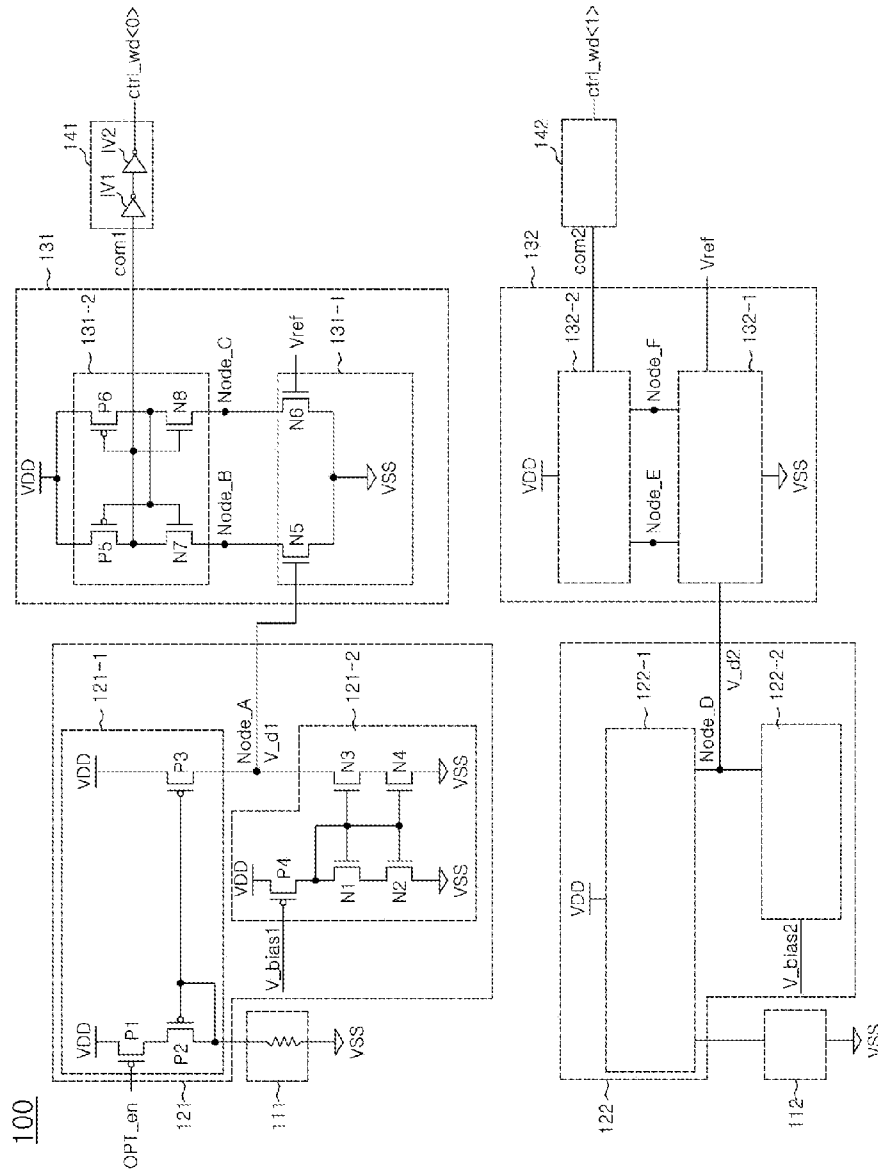 100
OPT_en
VDD
P1
P2
121
111
VSS
VDD
P3
121-1
Node_A
V_d1
121-2
VDD
P4
V_bias1
N1
N2
N3
N4
VSS
VSS
131
VDD
131-2
P5
P6
N7
N8
Node_B
Node_C
N5
N6
Vref
131-1
VSS
com1
141
IV1
IV2
ctrl_wd<0>
122
112
VSS
VDD
122-1
Node_D
V_d2
122-2
V_bias2
132
VDD
132-2
Node_E
Node_F
Vref
132-1
VSS
com2
142
ctrl_wd<1>